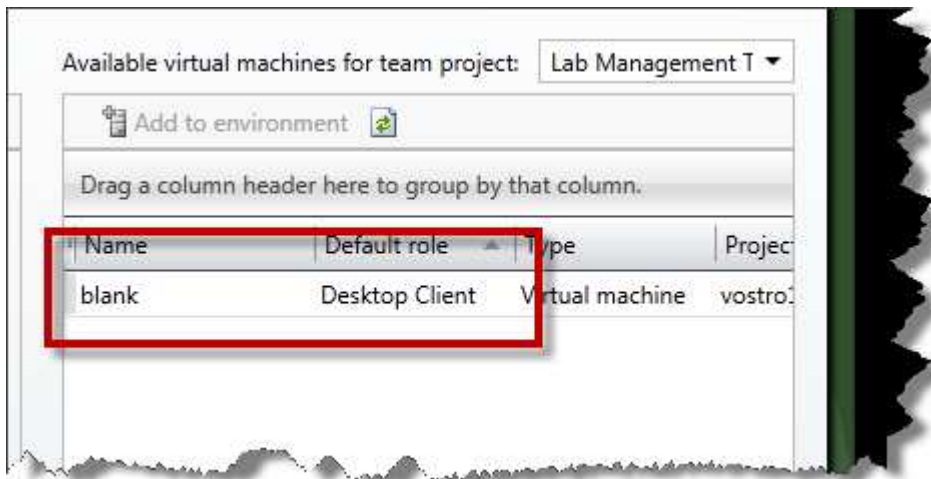 Available virtual machines for team project: Lab Management T
Add to environment
Drag a column header here to group by that column.
Name Default role Type Projec
blank Desktop Client Virtual machine vostro1